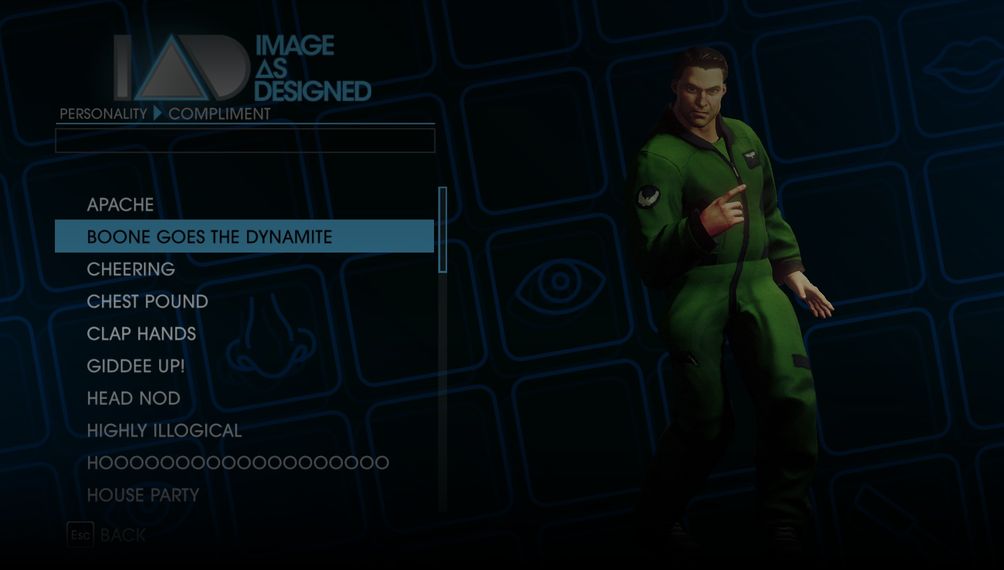 IAD IMAGE
AS
DESIGNED
PERSONALITY COMPLIMENT
APACHE
BOONE GOES THE DYNAMITE
CHEERING
CHEST POUND
CLAP HANDS
GIDDEE UP!
HEAD NOD
HIGHLY ILLOGICAL
HOOOOOOOOOOOOOOOOOOO
HOUSE PARTY
Esc BACK